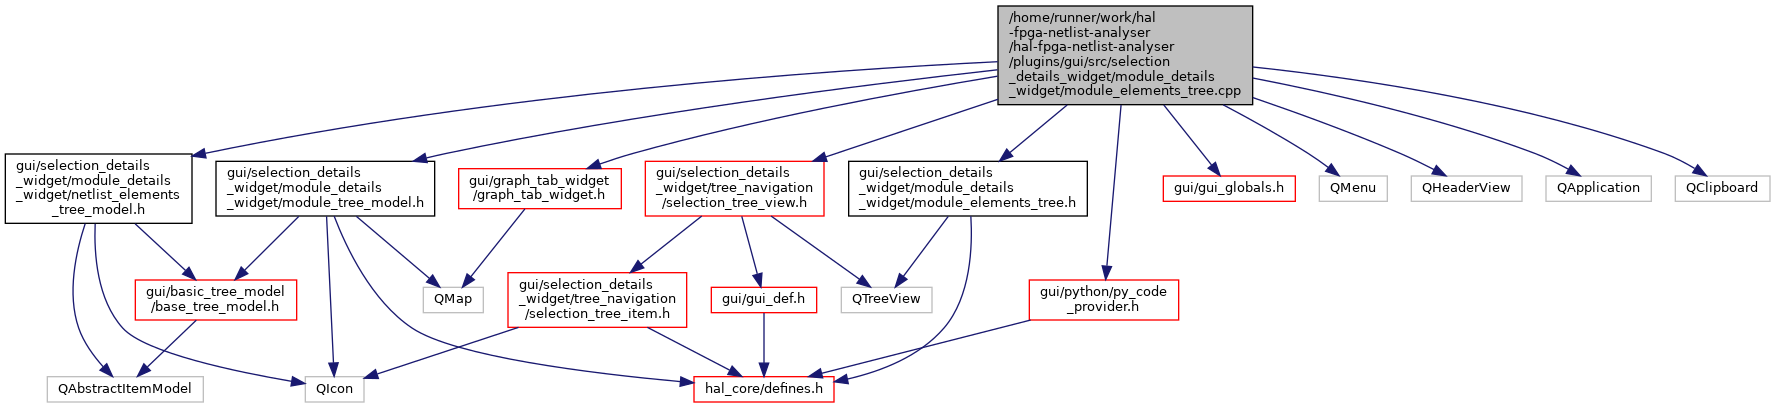 /home/runner/work/hal
-fpga-netlist-analyser
/hal-fpga-netlist-analyser
/plugins/gui/src/selection
_details_widget/module_details
_widget/module_elements_tree.cpp
gui/selection_details
_widget/module_details
_widget/netlist_elements
_tree_model.h
gui/selection_details
_widget/module_details
_widget/module_tree_model.h
gui/graph_tab_widget
/graph_tab_widget.h
gui/selection_details
_widget/tree_navigation
/selection_tree_view.h
gui/selection_details
_widget/module_details
_widget/module_elements_tree.h
gui/gui_globals.h
QMenu
QHeaderView
QApplication
QClipboard
gui/basic_tree_model
/base_tree_model.h
QMap
gui/selection_details
_widget/tree_navigation
/selection_tree_item.h
gui/gui_def.h
QTreeView
gui/python/py_code
_provider.h
QAbstractItemModel
QIcon
hal_core/defines.h